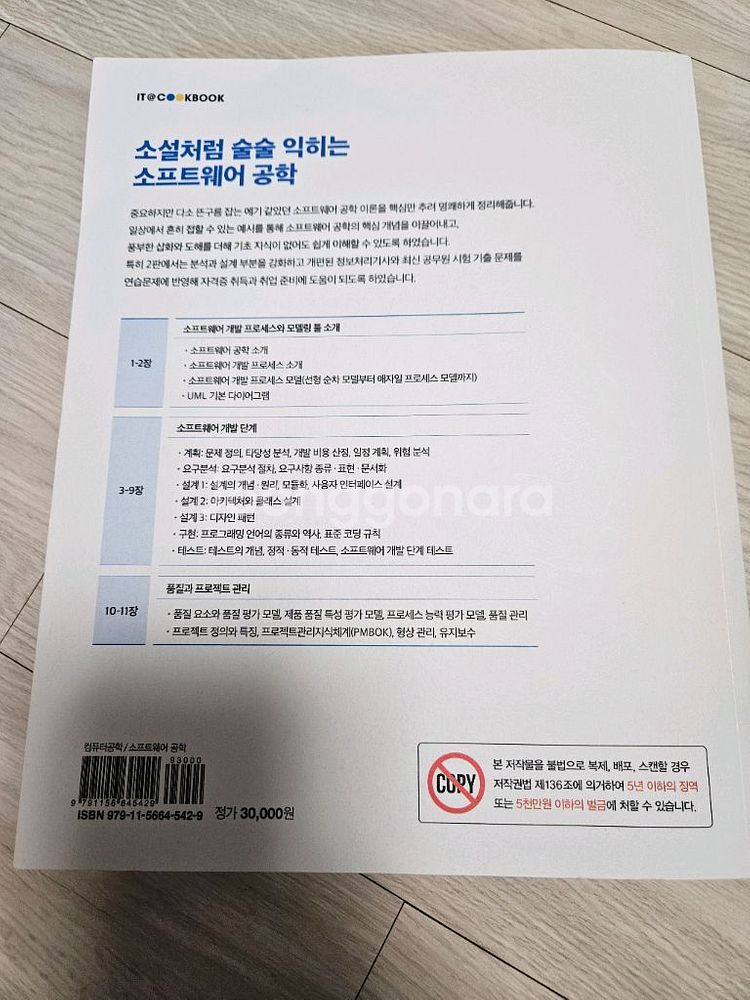 IT@COOKBOOK
소설처럼 술술 익히는
소프트웨어 공학
중요하지만 다소 뜬구름 잡는 얘기 같았던 소프트웨어 공학 이론을 핵심만 추려 명쾌하게 정리해줍니다.
일상에서 흔히 접할 수 있는 예시를 통해 소프트웨어 공학의 핵심 개념을 이끌어내고,
풍부한 삽화와 도해를 더해 기초 지식이 없어도 쉽게 이해할 수 있도록 하였습니다.
특히 2판에서는 분석과 설계 부분을 강화하고 개편된 정보처리기사와 최신 공무원 시험 기출 문제를
연습문제에 반영해 자격증 취득과 취업 준비에 도움이 되도록 하였습니다.
1-2장
소프트웨어 개발 프로세스와 모델링 툴 소개
· 소프트웨어 공학 소개
· 소프트웨어 개발 프로세스 소개
· 소프트웨어 개발 프로세스 모델(선형 순차 모델부터 애자일 프로세스 모델까지)
· UML 기본 다이어그램
3-9장
소프트웨어 개발 단계
· 계획: 문제 정의, 타당성 분석, 개발 비용 산정, 일정 계획, 위험 분석
· 요구분석: 요구분석 절차, 요구사항 종류 · 표현 · 문서화
· 설계 1: 설계의 개념 · 원리, 모듈화, 사용자 인터페이스 설계
· 설계 2: 아키텍처와 클래스 설계
· 설계 3: 디자인 패턴
· 구현: 프로그래밍 언어의 종류와 역사, 표준 코딩 규칙
· 테스트: 테스트의 개념, 정적 · 동적 테스트, 소프트웨어 개발 단계 테스트
10-11장
품질과 프로젝트 관리
· 품질 요소와 품질 평가 모델, 제품 품질 특성 평가 모델, 프로세스 능력 평가 모델, 품질 관리
· 프로젝트 정의와 특징, 프로젝트관리지식체계(PMBOK), 형상 관리, 유지보수
컴퓨터공학 / 소프트웨어 공학
93000
9 791156 645429
ISBN 979-11-5664-542-9
정가 30,000원
COPY
본 저작물을 불법으로 복제, 배포, 스캔할 경우
저작권법 제136조에 의거하여 5년 이하의 징역
또는 5천만원 이하의 벌금에 처할 수 있습니다.